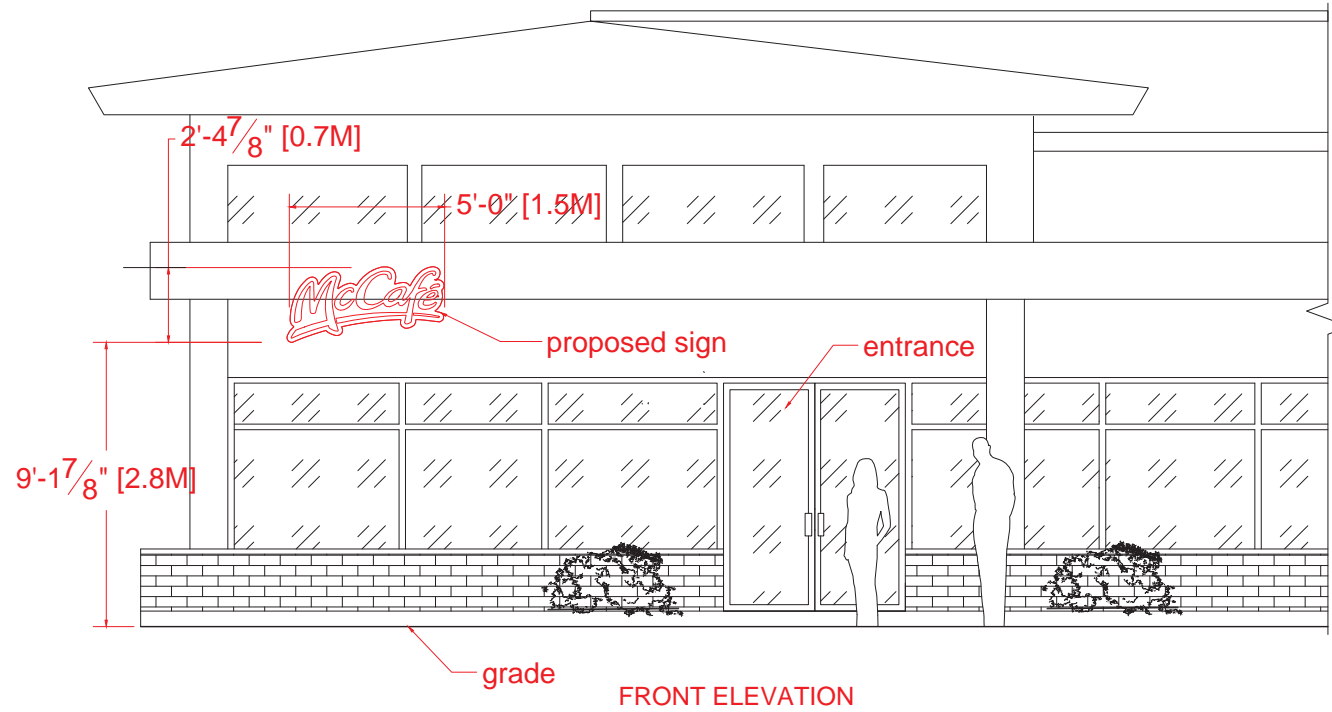 2'-4 7/8" [0.7M]
5'-0" [1.5M]
McCafé
proposed sign
entrance
9'-1 7/8" [2.8M]
grade
FRONT ELEVATION